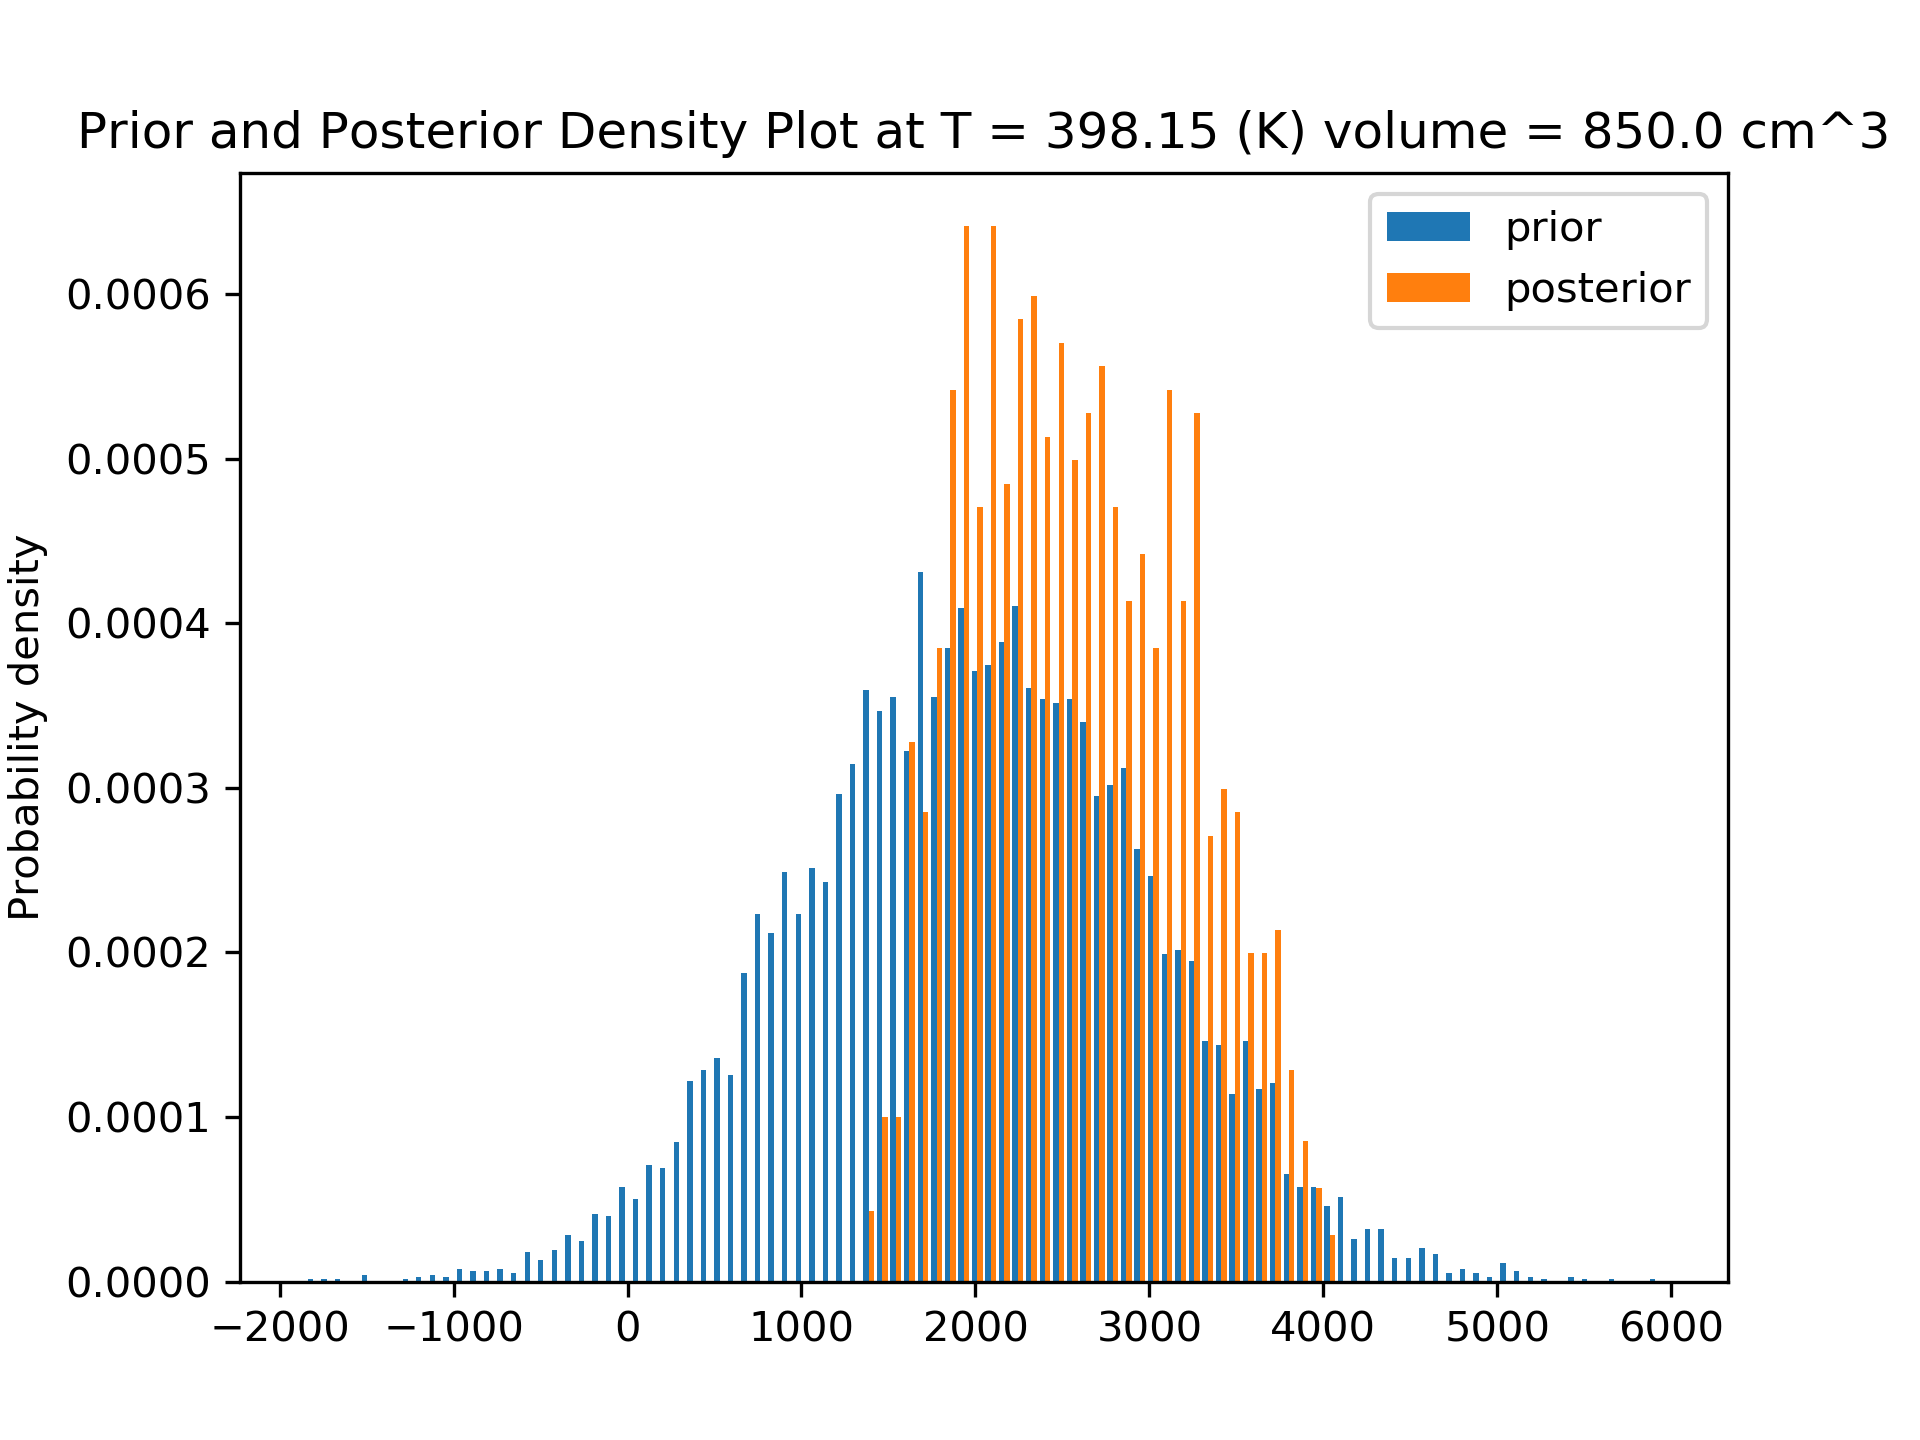 Prior and Posterior Density Plot at T = 398.15 (K) volume = 850.0 cm^3
prior
posterior
Probability density
0.0006
0.0005
0.0004
0.0003
0.0002
0.0001
0.0000
−2000 −1000 0 1000 2000 3000 4000 5000 6000